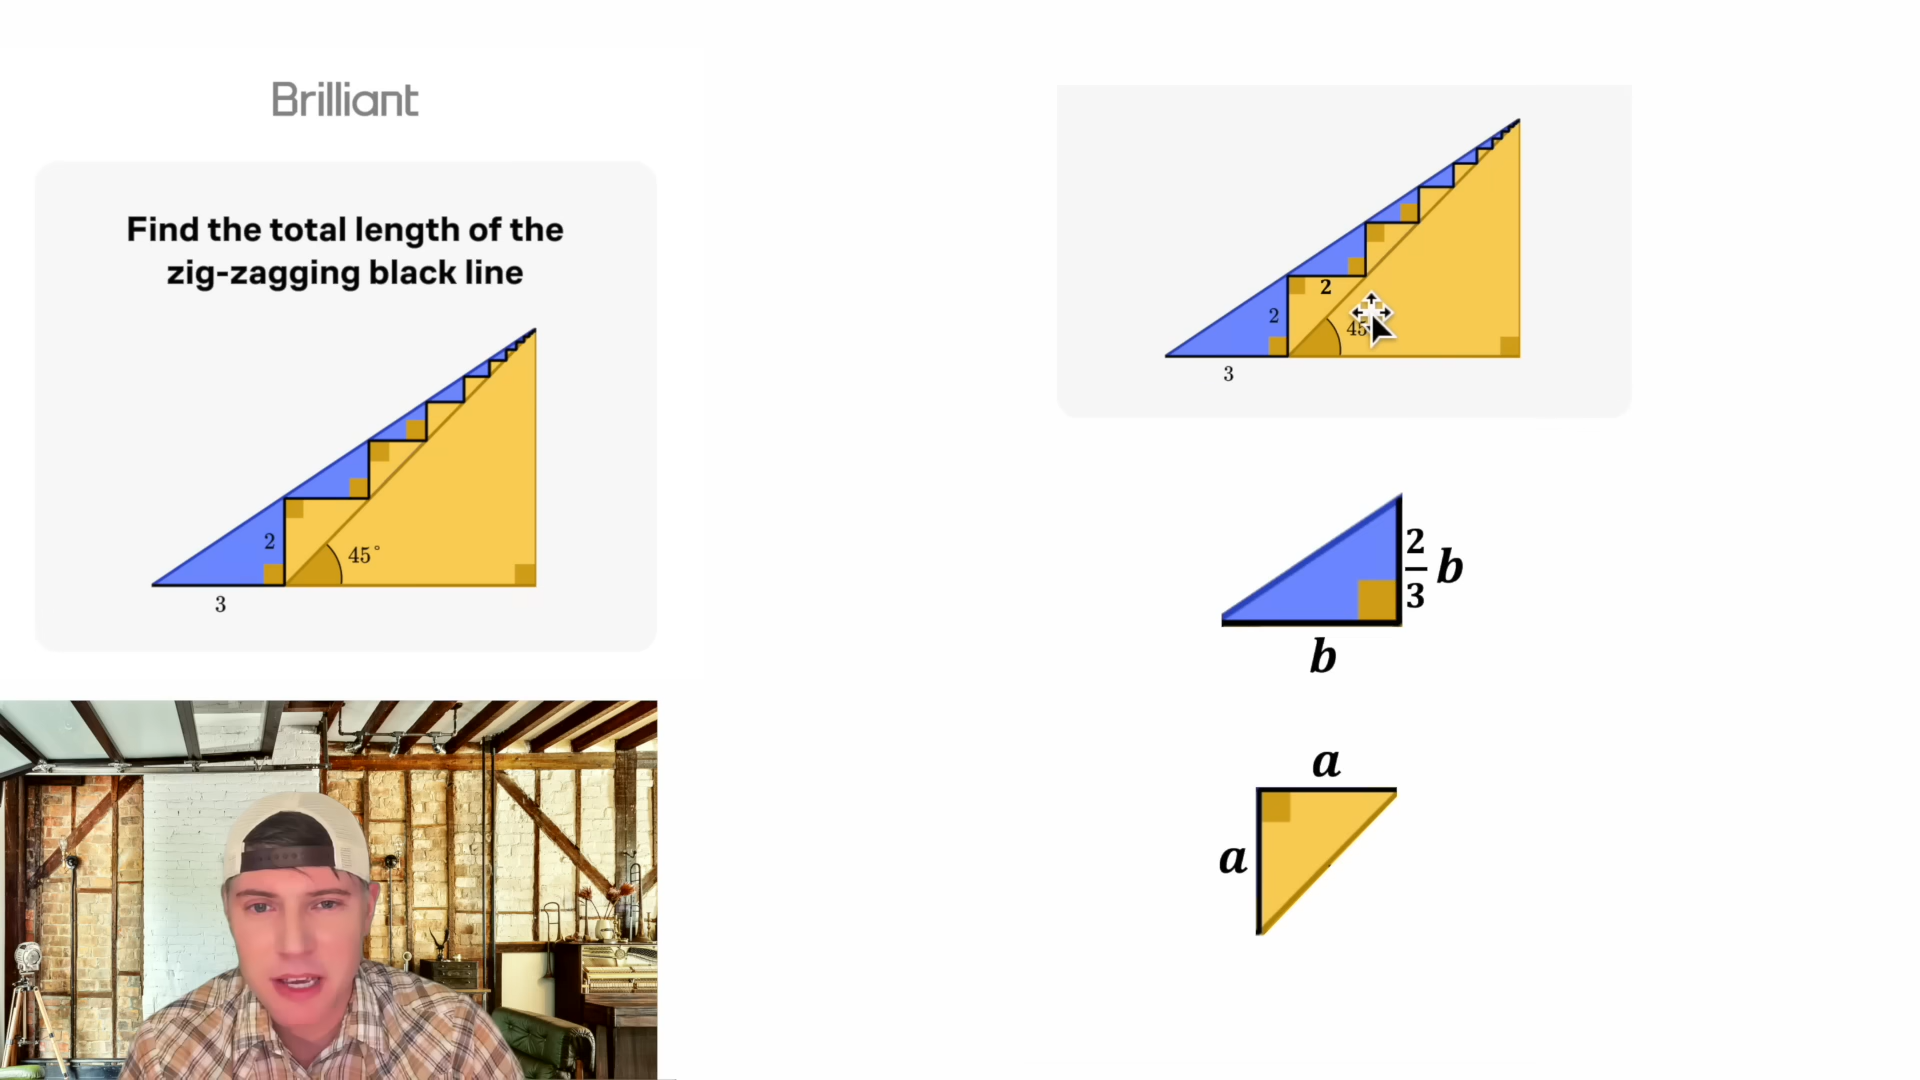 Brilliant
Find the total length of the
zig-zagging black line
2
45°
3
2
2
45
3
2
3
b
b
a
a